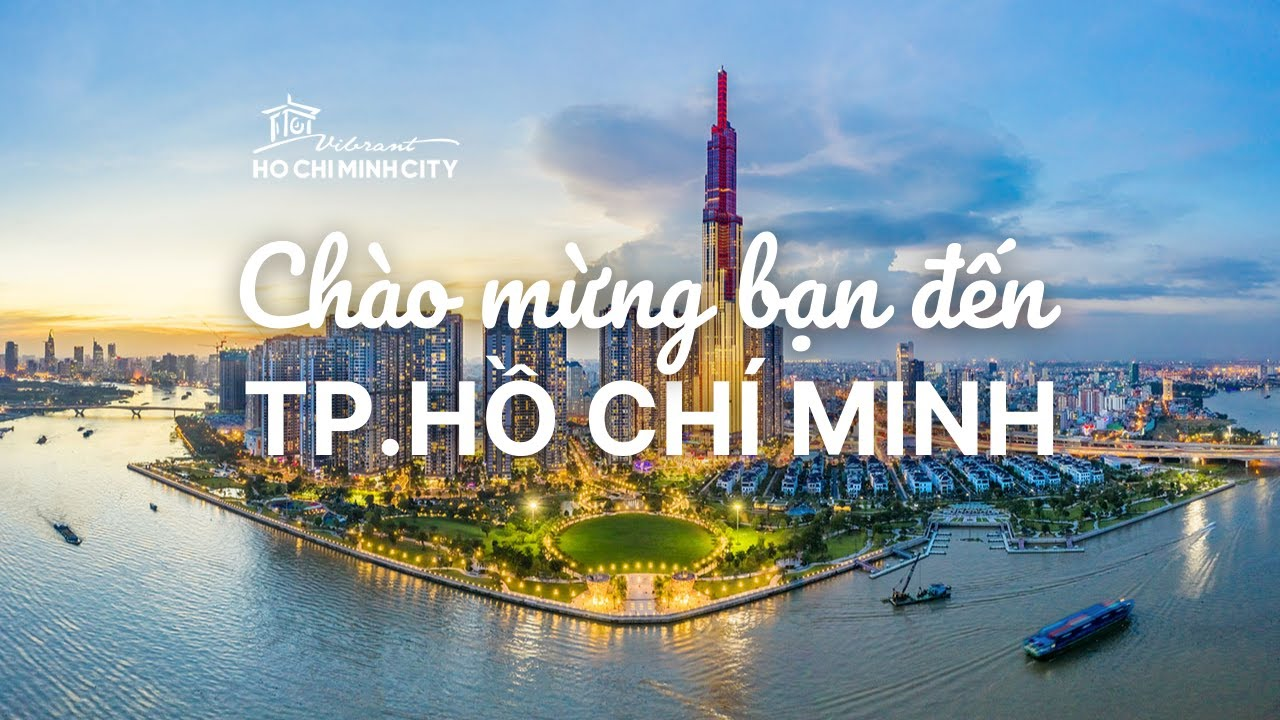 Vibrant
HO CHI MINH CITY
Chào mừng bạn đến
TP.HỒ CHÍ MINH